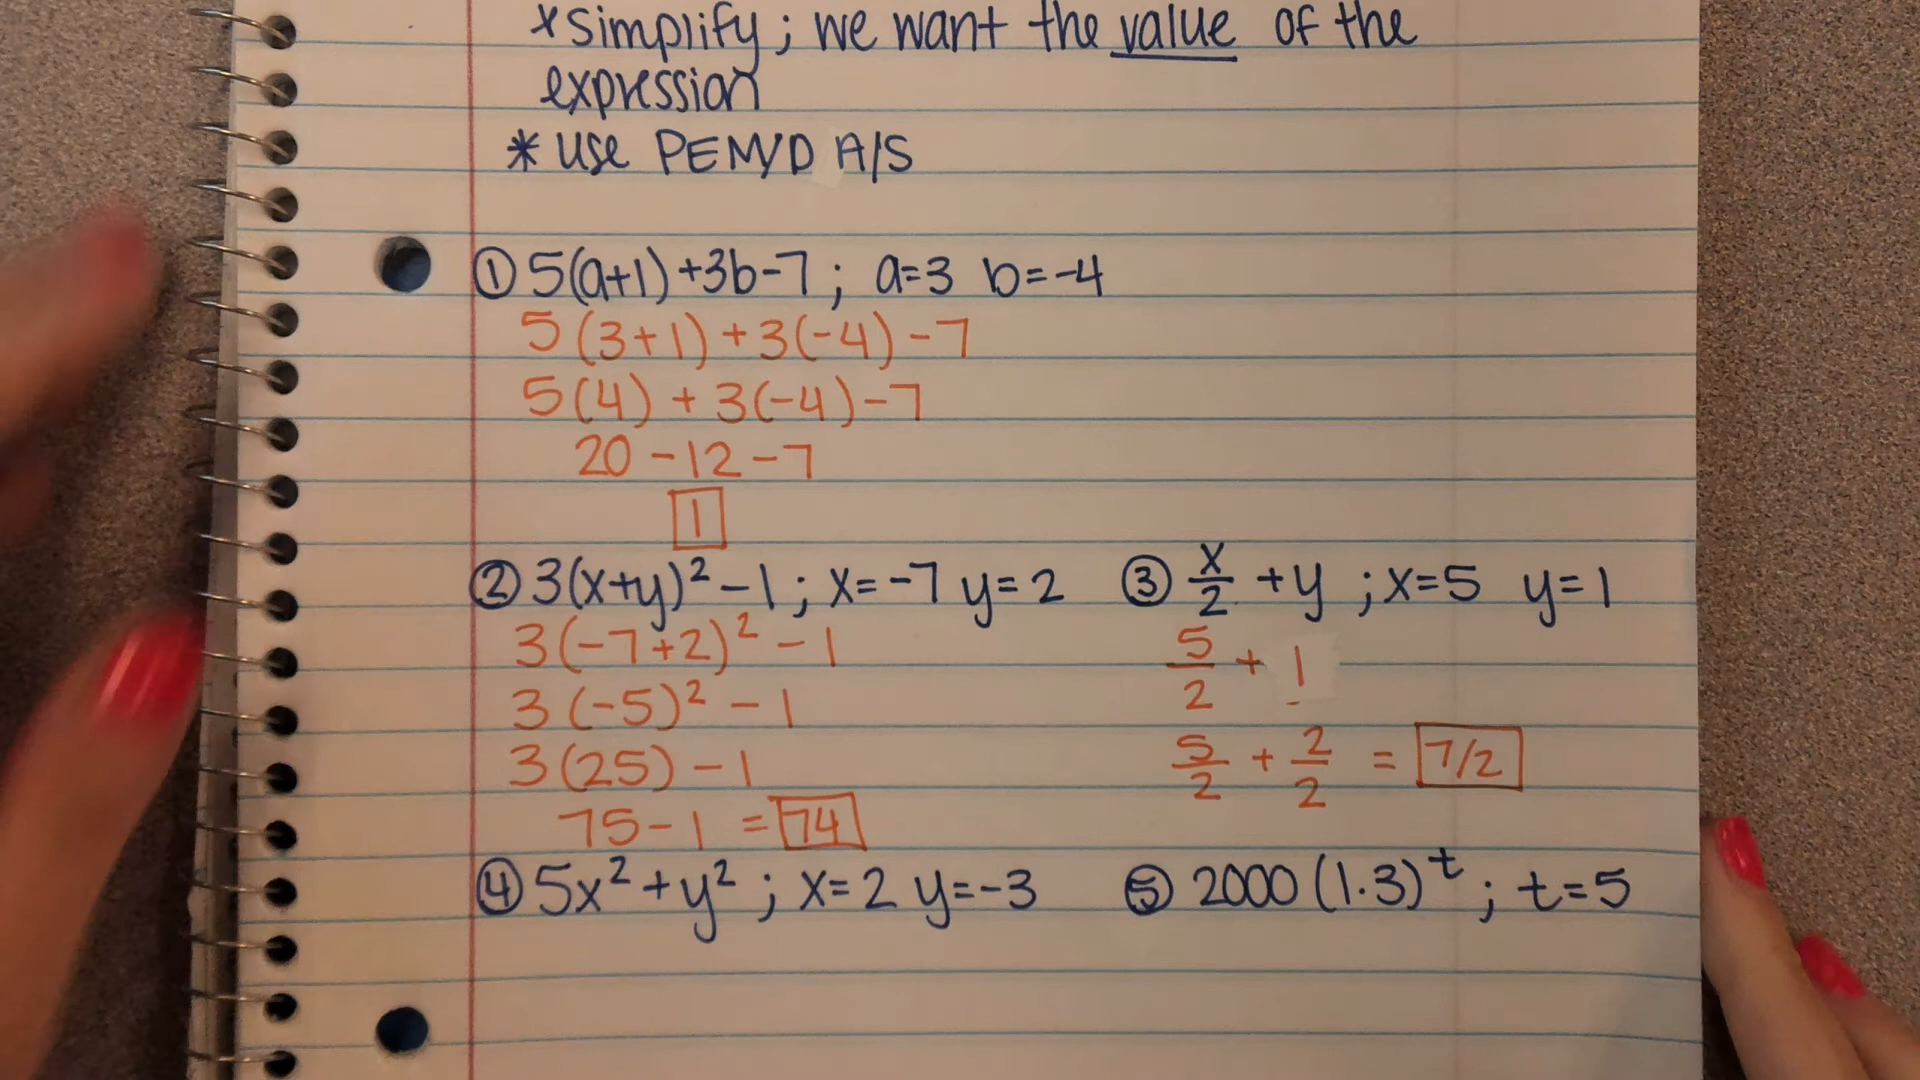 *simplify; we want the value of the
expression
* use PEM/D A/S
① 5(a+1)+3b-7; a=3 b=-4
5(3+1)+3(-4)-7
5(4)+3(-4)-7
20-12-7
1
② 3(x+y)²-1; x=-7 y=2
3(-7+2)²-1
3(-5)²-1
3(25)-1
75-1 = 74
③ x/2 +y ; x=5 y=1
5/2 + 1
5/2 + 2/2 = 7/2
④ 5x²+y²; x=2 y=-3
⑤ 2000(1.3)ᵗ; t=5